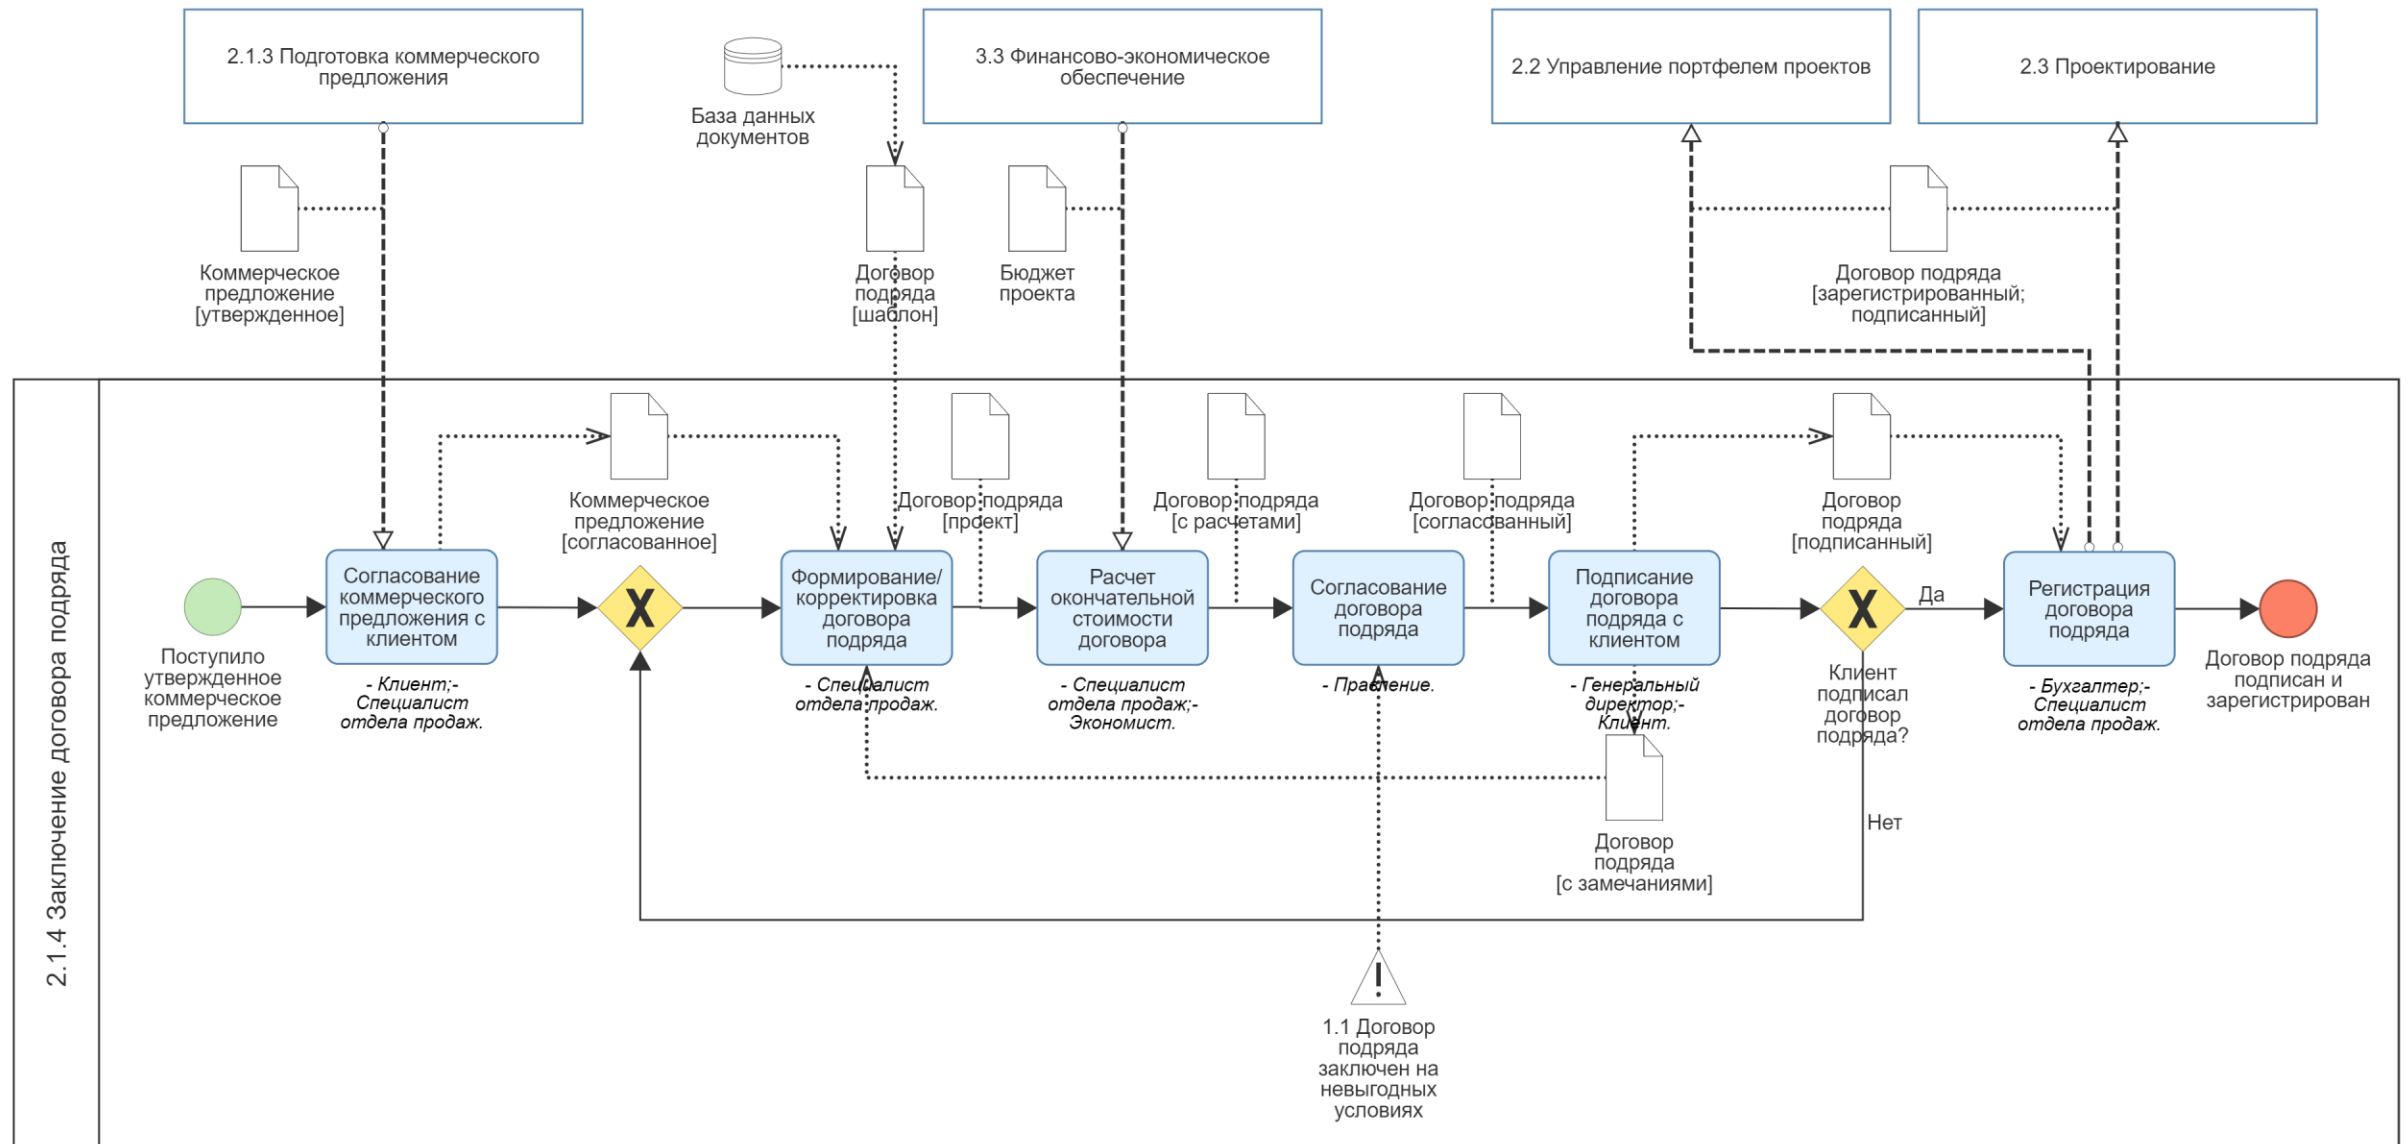 2.1.3 Подготовка коммерческого
предложения
База данных
документов
3.3 Финансово-экономическое
обеспечение
2.2 Управление портфелем проектов
2.3 Проектирование
Коммерческое
предложение
[утвержденное]
Договор
подряда
[шаблон]
Бюджет
проекта
Договор подряда
[зарегистрированный;
подписанный]
2.1.4 Заключение договора подряда
Коммерческое
предложение
[согласованное]
Договор подряда
[проект]
Договор подряда
[с расчетами]
Договор подряда
[согласованный]
Договор
подряда
[подписанный]
Поступило
утвержденное
коммерческое
предложение
Согласование
коммерческого
предложения с
клиентом
- Клиент;-
Специалист
отдела продаж.
X
Формирование/
корректировка
договора
подряда
- Специалист
отдела продаж.
Расчет
окончательной
стоимости
договора
- Специалист
отдела продаж;-
Экономист.
Согласование
договора
подряда
- Правление.
Подписание
договора
подряда с
клиентом
- Генеральный
директор;-
Клиент.
X
Да
Клиент
подписал
договор
подряда?
Нет
Регистрация
договора
подряда
- Бухгалтер;-
Специалист
отдела продаж.
Договор подряда
подписан и
зарегистрирован
Договор
подряда
[с замечаниями]
!
1.1 Договор
подряда
заключен на
невыгодных
условиях